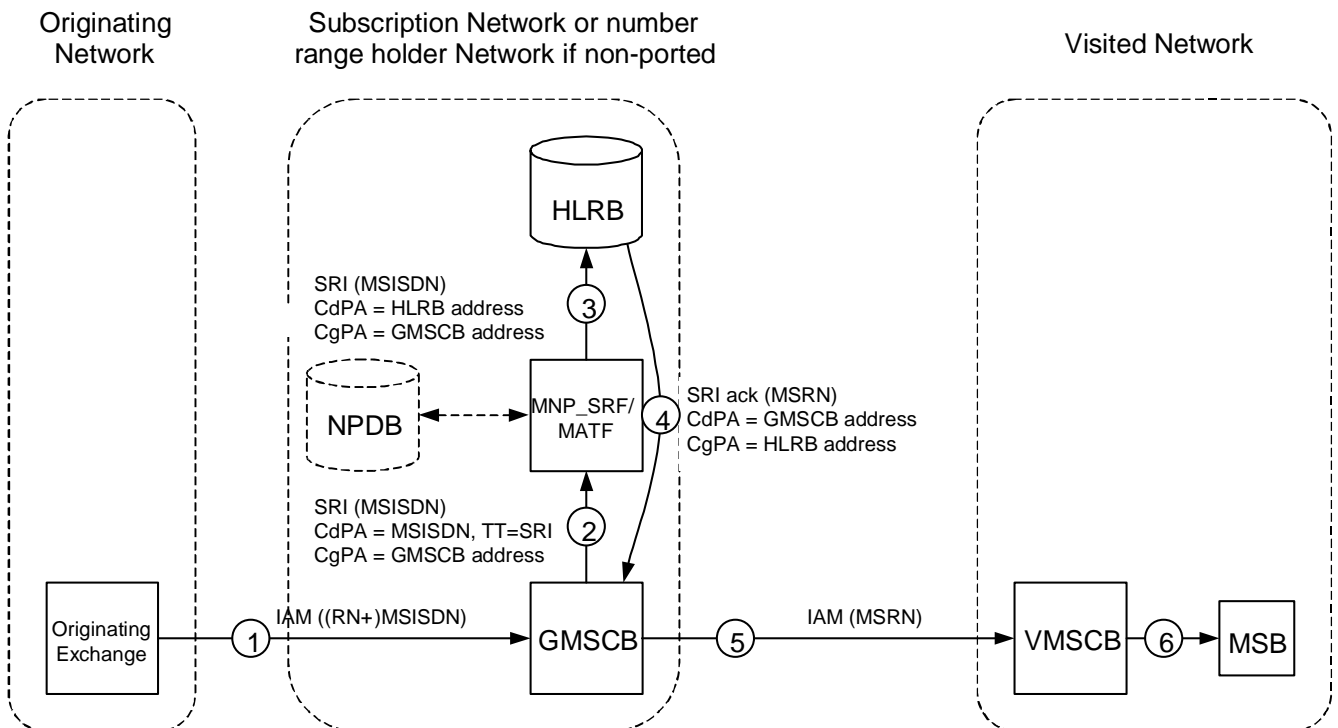 Originating
Network
Subscription Network or number
range holder Network if non-ported
Visited Network
HLRB
SRI (MSISDN)
CdPA = HLRB address
CgPA = GMSCB address
3
NPDB
MNP_SRF/
MATF
4
SRI ack (MSRN)
CdPA = GMSCB address
CgPA = HLRB address
SRI (MSISDN)
CdPA = MSISDN, TT=SRI
CgPA = GMSCB address
2
Originating
Exchange
1
IAM ((RN+)MSISDN)
GMSCB
5
IAM (MSRN)
VMSCB
6
MSB